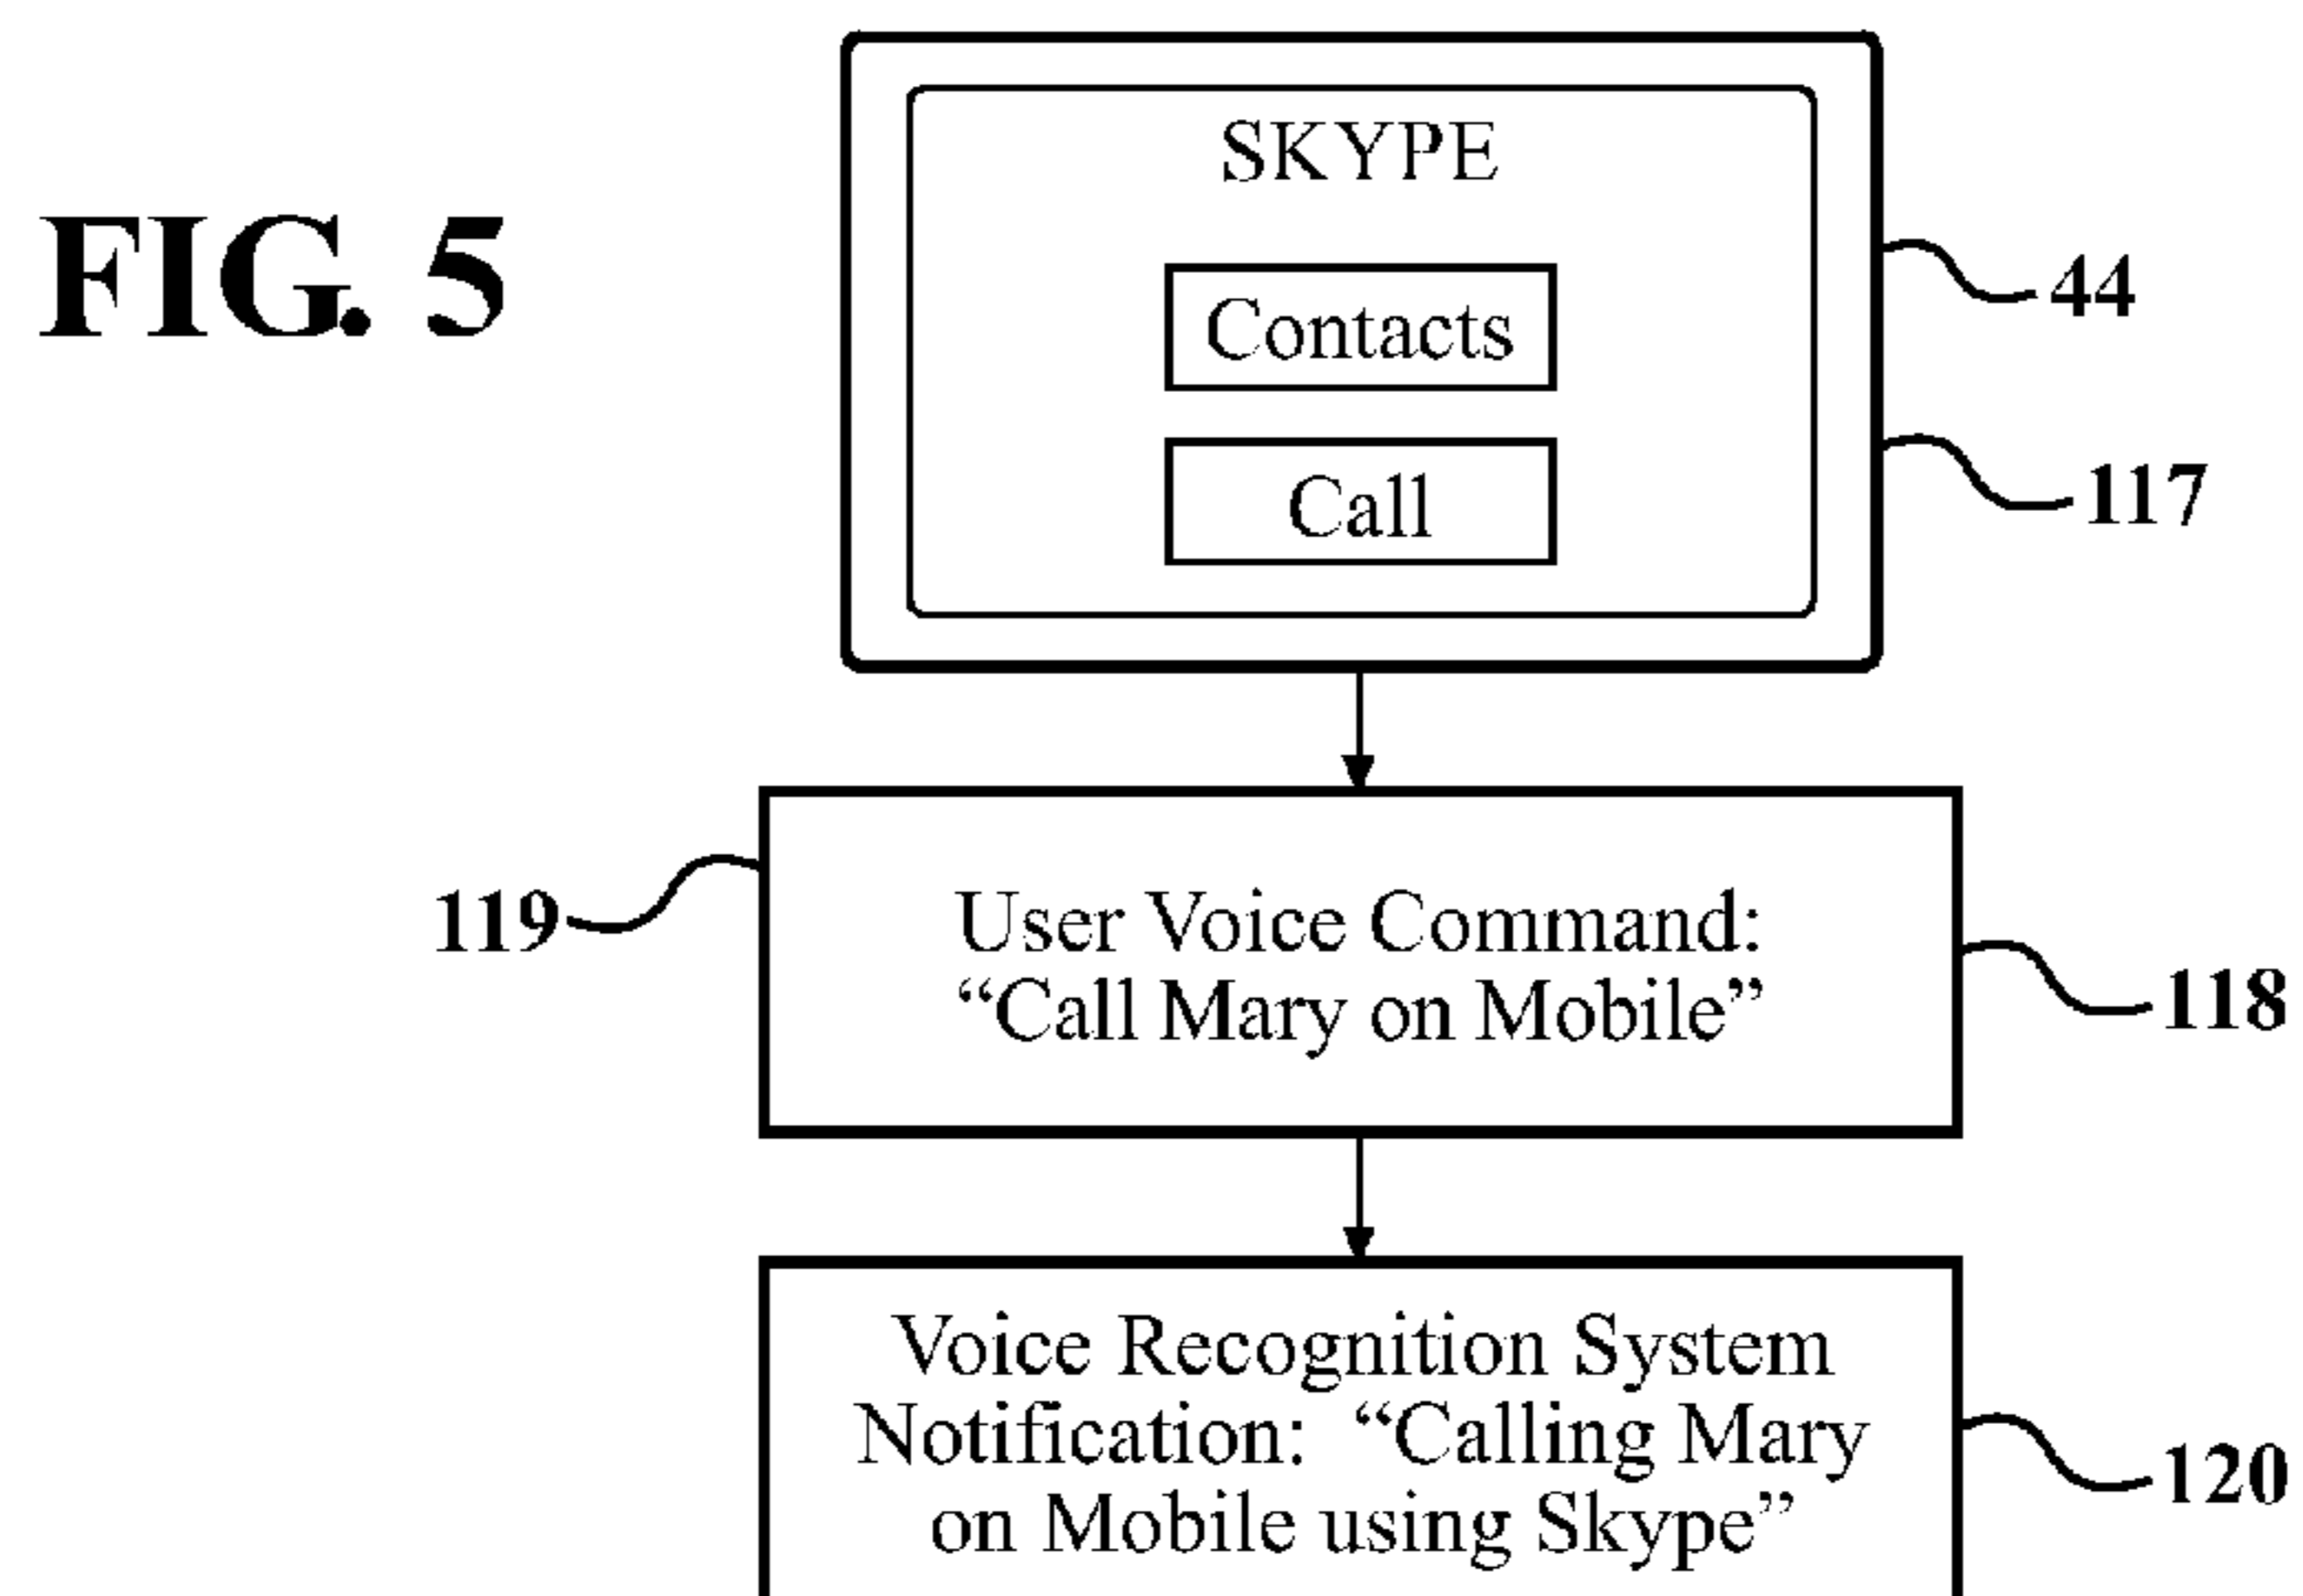 FIG. 5
SKYPE
Contacts
44
Call
117
119
User Voice Command:
“Call Mary on Mobile”
118
Voice Recognition System
Notification: “Calling Mary
on Mobile using Skype”
120